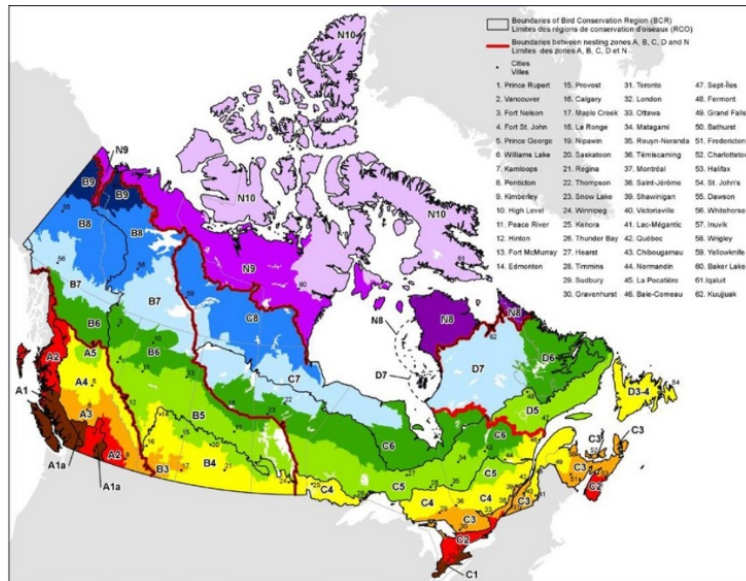 Boundaries of Bird Conservation Region (BCR)
Limites des régions de conservation d'oiseaux (RCO)
Boundaries between nesting zones A, B, C, D and N
Limites des zones A, B, C, D et N
Cities
Villes
1. Prince Rupert
2. Vancouver
3. Fort Nelson
4. Fort St. John
5. Prince George
6. Williams Lake
7. Kamloops
8. Penticton
9. Kimberley
10. High Level
11. Peace River
12. Hinton
13. Fort McMurray
14. Edmonton
15. Provost
16. Calgary
17. Maple Creek
18. La Ronge
19. Nipawin
20. Saskatoon
21. Regina
22. Thompson
23. Snow Lake
24. Winnipeg
25. Kenora
26. Thunder Bay
27. Hearst
28. Timmins
29. Sudbury
30. Gravenhurst
31. Toronto
32. London
33. Ottawa
34. Matagami
35. Rouyn-Noranda
36. Témiscaming
37. Montréal
38. Saint-Jérôme
39. Shawinigan
40. Victoriaville
41. Lac-Mégantic
42. Québec
43. Chibougamau
44. Normandin
45. La Pocatière
46. Baie-Comeau
47. Sept-Îles
48. Fermont
49. Grand Falls
50. Bathurst
51. Fredericton
52. Charlottetown
53. Halifax
54. St. John's
55. Dawson
56. Whitehorse
57. Inuvik
58. Wrigley
59. Yellowknife
60. Baker Lake
61. Iqaluit
62. Kuujjuak
N10
N9
B9
B9
N10
N10
B8
B8
N9
B7
B7
C8
N8
N8
N8
B6
A2
A5
B6
C7
D7
D7
D6
A1
A4
A3
B5
C6
C6
D5
D3-4
A2
B3
B4
C4
C5
C5
C4
C4
C3
C3
C3
C3
C3
C2
C2
A1a
A1a
C1